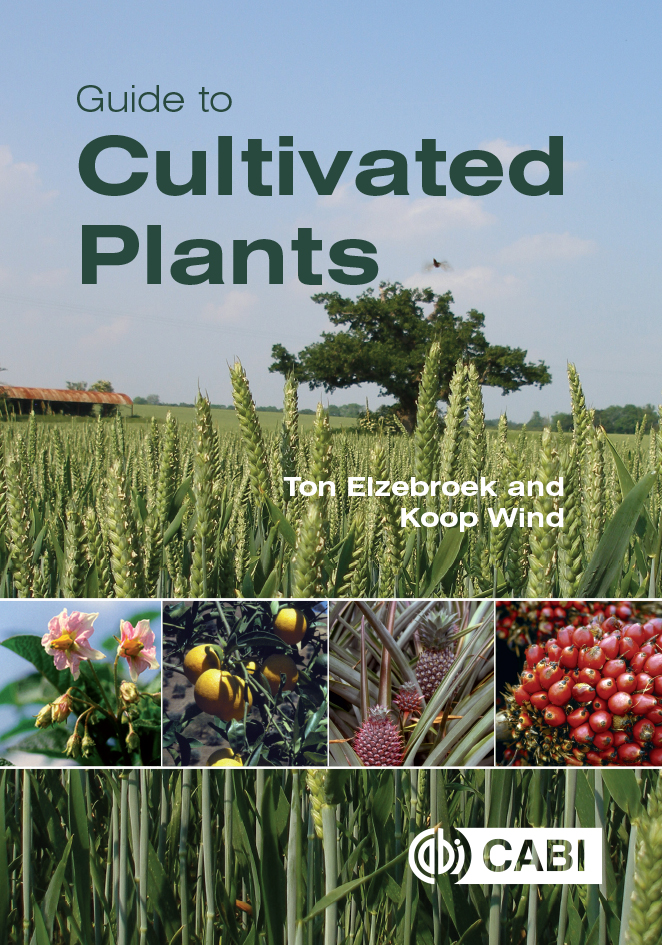 Guide to
Cultivated
Plants
Ton Elzebroek and
Koop Wind
CABI